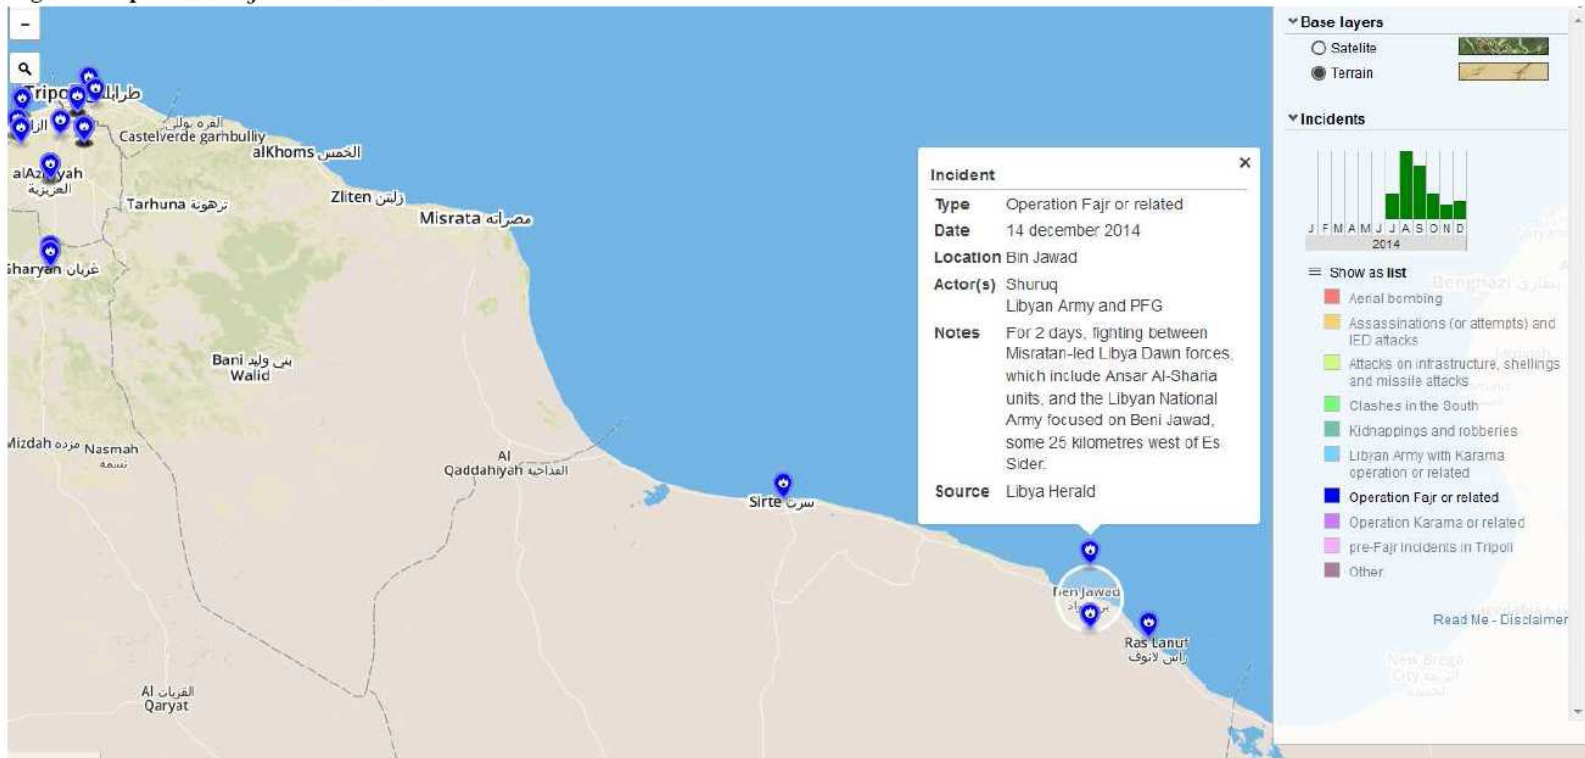 −
Tripoli طرابلس
القره بوللي
Castelverde garhbulliy
alKhoms الخمس
alAziziyah
العزيزية
Tarhuna ترهونة
Zliten زليتن
Misrata مصراته
Gharyan غريان
Bani بني وليد
Walid
Mizdah مزده
Nasmah
نسمة
Al
Qaddahiyah القداحية
Sirte سرت
Al القريات
Qaryat
Ben Jawad
Ras Lanuf
راس لانوف
×
Incident
Type Operation Fajr or related
Date 14 december 2014
Location Bin Jawad
Actor(s) Shuruq
Libyan Army and PFG
Notes For 2 days, fighting between
Misratan-led Libya Dawn forces,
which include Ansar Al-Sharia
units, and the Libyan National
Army focused on Beni Jawad,
some 25 kilometres west of Es
Sider.
Source Libya Herald
Base layers
Satelite
Terrain
Incidents
J F M A M J J A S O N D
2014
Show as list
Benghazi بنغازي
Aerial bombing
Assassinations (or attempts) and
IED attacks
Attacks on infrastructure, shellings
and missile attacks
Clashes in the South
Kidnappings and robberies
Libyan Army with Karama
operation or related
Operation Fajr or related
Operation Karama or related
pre-Fajr incidents in Tripoli
Other
Read Me - Disclaimer
New Brega
City